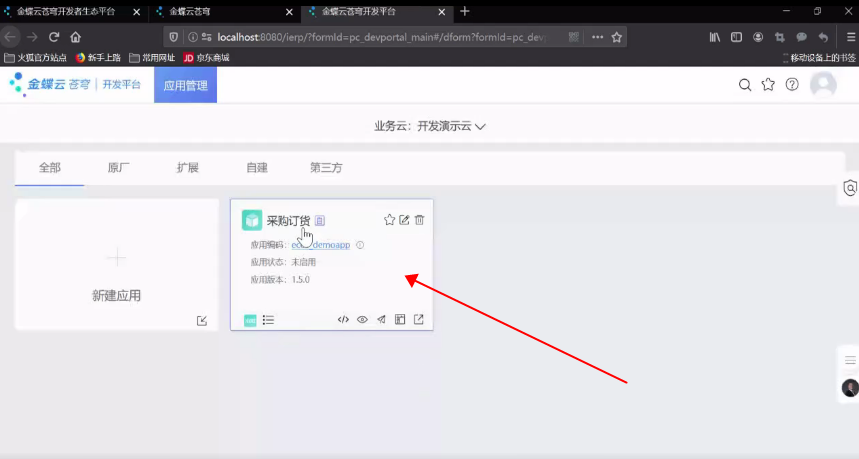 金蝶云苍穹开发者生态平台
金蝶云苍穹
金蝶云苍穹开发平台
localhost:8080/ierp/?formId=pc_devportal_main#/dform?formId=pc_dev
火狐官方站点 新手上路 常用网址 JD 京东商城 移动设备上的书签
金蝶云 苍穹 开发平台 应用管理
业务云：开发演示云
全部 原厂 扩展 自建 第三方
新建应用
采购订货
应用编码：
应用状态：未启用
应用版本：1.5.0